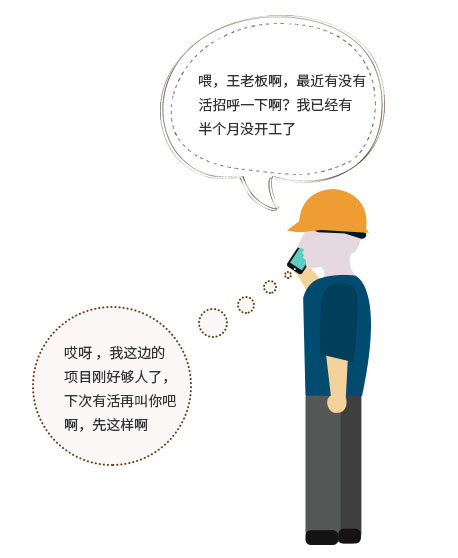 喂，王老板啊，最近有没有
活招呼一下啊？我已经有
半个月没开工了
哎呀 ，我这边的
项目刚好够人了，
下次有活再叫你吧
啊，先这样啊